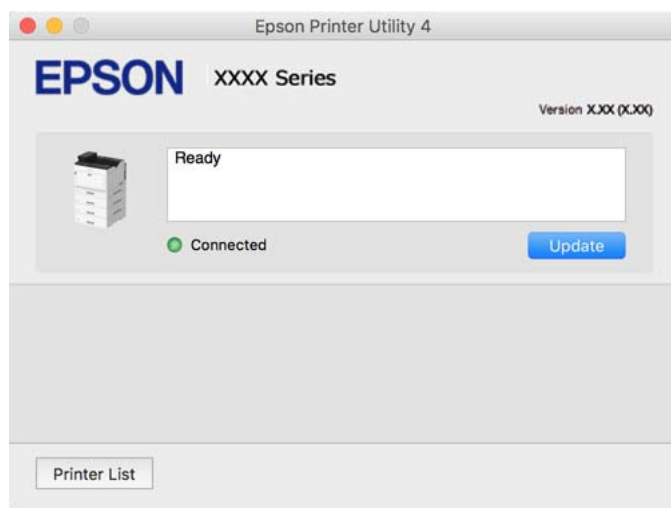 Epson Printer Utility 4
EPSON XXXX Series
Version X.XX (X.XX)
Ready
Connected
Update
Printer List